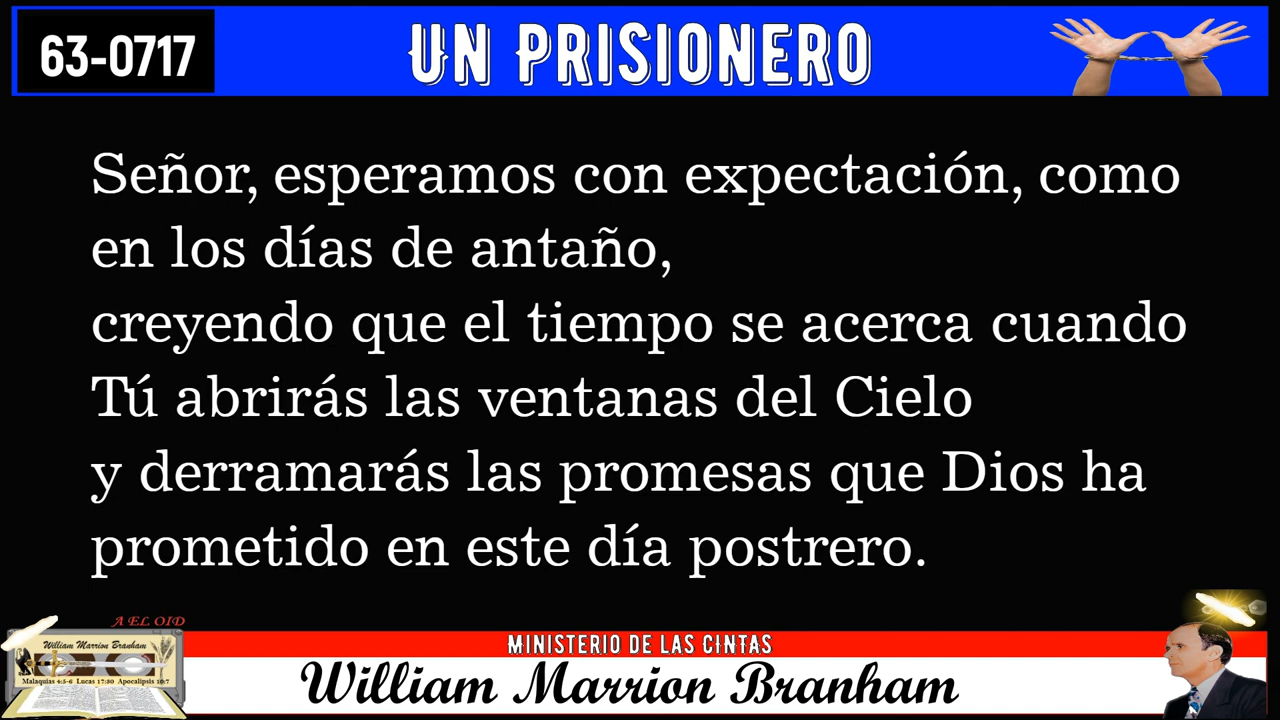 63-0717
UN PRISIONERO
Señor, esperamos con expectación, como
en los días de antaño,
creyendo que el tiempo se acerca cuando
Tú abrirás las ventanas del Cielo
y derramarás las promesas que Dios ha
prometido en este día postrero.
A EL OID
William Marrion Branham
Malaquias 4:5-6 Lucas 17:30 Apocalipsis 10:7
MINISTERIO DE LAS CINTAS
William Marrion Branham